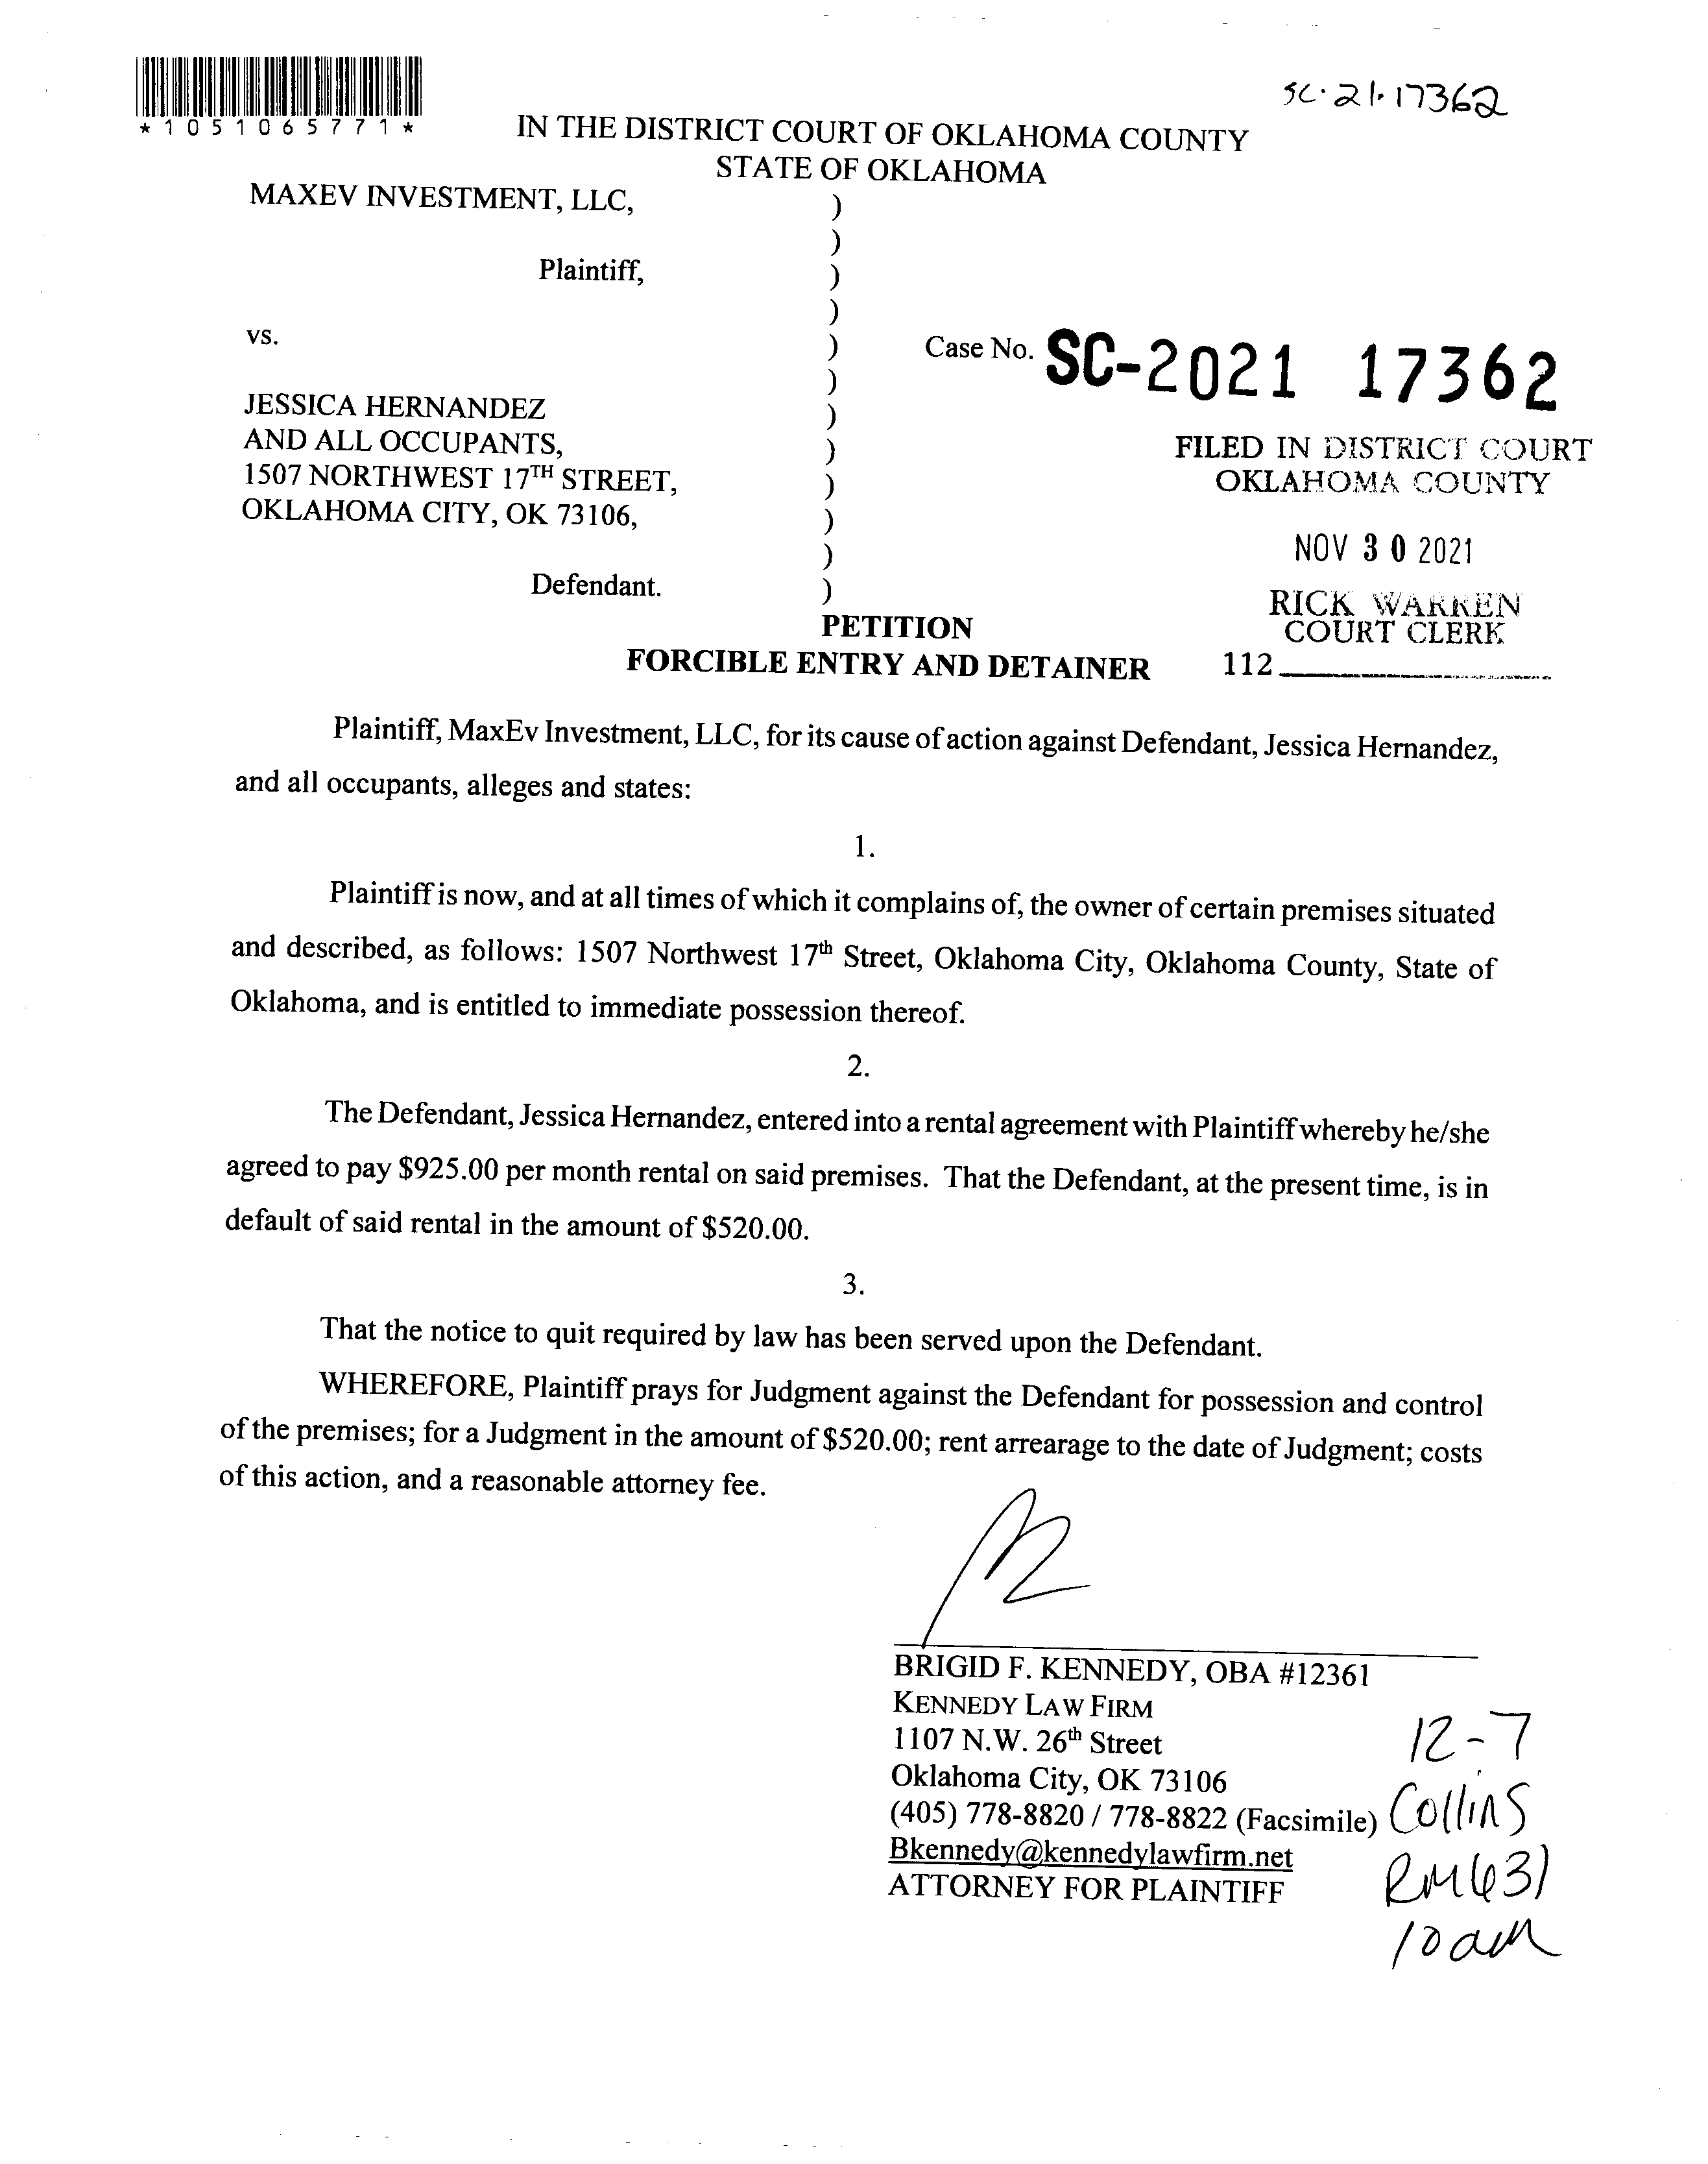 SC-21-17362
*1051065771*
IN THE DISTRICT COURT OF OKLAHOMA COUNTY
STATE OF OKLAHOMA
MAXEV INVESTMENT, LLC, )
)
Plaintiff, )
)
vs. ) Case No. SC-2021 17362
)
JESSICA HERNANDEZ )
AND ALL OCCUPANTS, )
1507 NORTHWEST 17TH STREET, )
OKLAHOMA CITY, OK 73106, )
)
Defendant. )
FILED IN DISTRICT COURT
OKLAHOMA COUNTY
NOV 30 2021
RICK WARREN
COURT CLERK
112
PETITION
FORCIBLE ENTRY AND DETAINER
Plaintiff, MaxEv Investment, LLC, for its cause of action against Defendant, Jessica Hernandez,
and all occupants, alleges and states:
1.
Plaintiff is now, and at all times of which it complains of, the owner of certain premises situated
and described, as follows: 1507 Northwest 17th Street, Oklahoma City, Oklahoma County, State of
Oklahoma, and is entitled to immediate possession thereof.
2.
The Defendant, Jessica Hernandez, entered into a rental agreement with Plaintiff whereby he/she
agreed to pay $925.00 per month rental on said premises. That the Defendant, at the present time, is in
default of said rental in the amount of $520.00.
3.
That the notice to quit required by law has been served upon the Defendant.
WHEREFORE, Plaintiff prays for Judgment against the Defendant for possession and control
of the premises; for a Judgment in the amount of $520.00; rent arrearage to the date of Judgment; costs
of this action, and a reasonable attorney fee.
BRIGID F. KENNEDY, OBA #12361
KENNEDY LAW FIRM
1107 N.W. 26th Street
Oklahoma City, OK 73106
(405) 778-8820 / 778-8822 (Facsimile)
Bkennedy@kennedylawfirm.net
ATTORNEY FOR PLAINTIFF
12-7
Collins
RM 631
10am